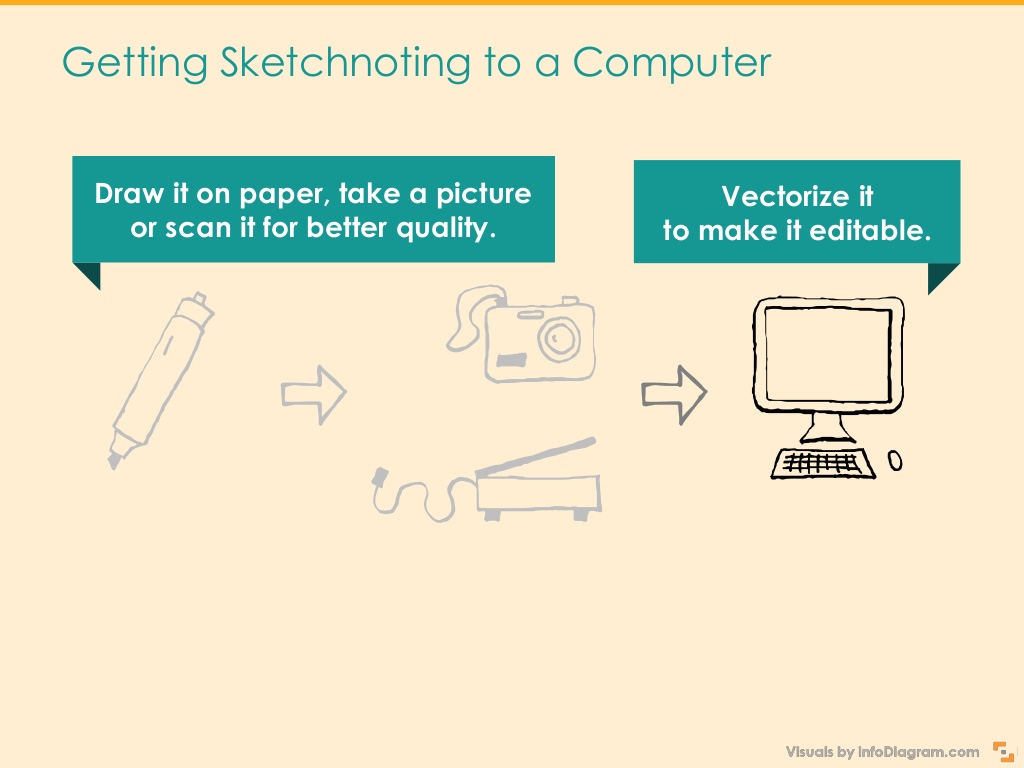 Getting Sketchnoting to a Computer
Draw it on paper, take a picture
or scan it for better quality.
Vectorize it
to make it editable.
Visuals by InfoDiagram.com